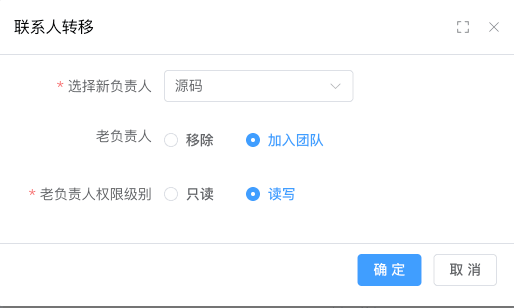 联系人转移
* 选择新负责人 源码
老负责人 移除 加入团队
* 老负责人权限级别 只读 读写
确 定 取 消